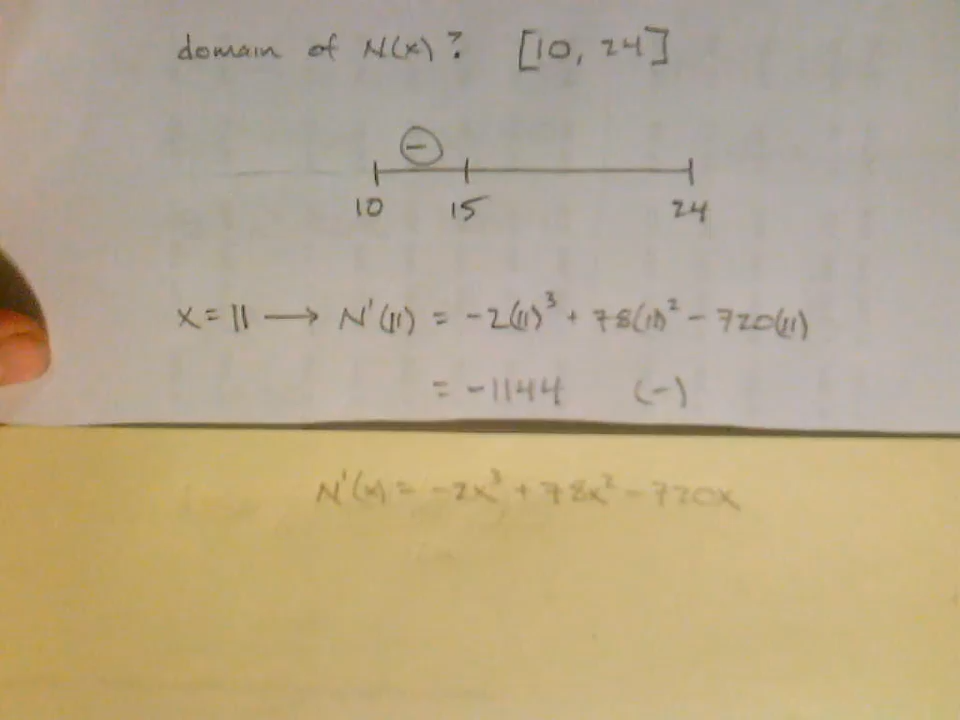 domain of N(x)? [10, 24]
−
10 15 24
x = 11 → N'(11) = -2(11)³ + 78(11)² - 720(11)
= -1144 (-)
N'(x) = -2x³ + 78x² - 720x